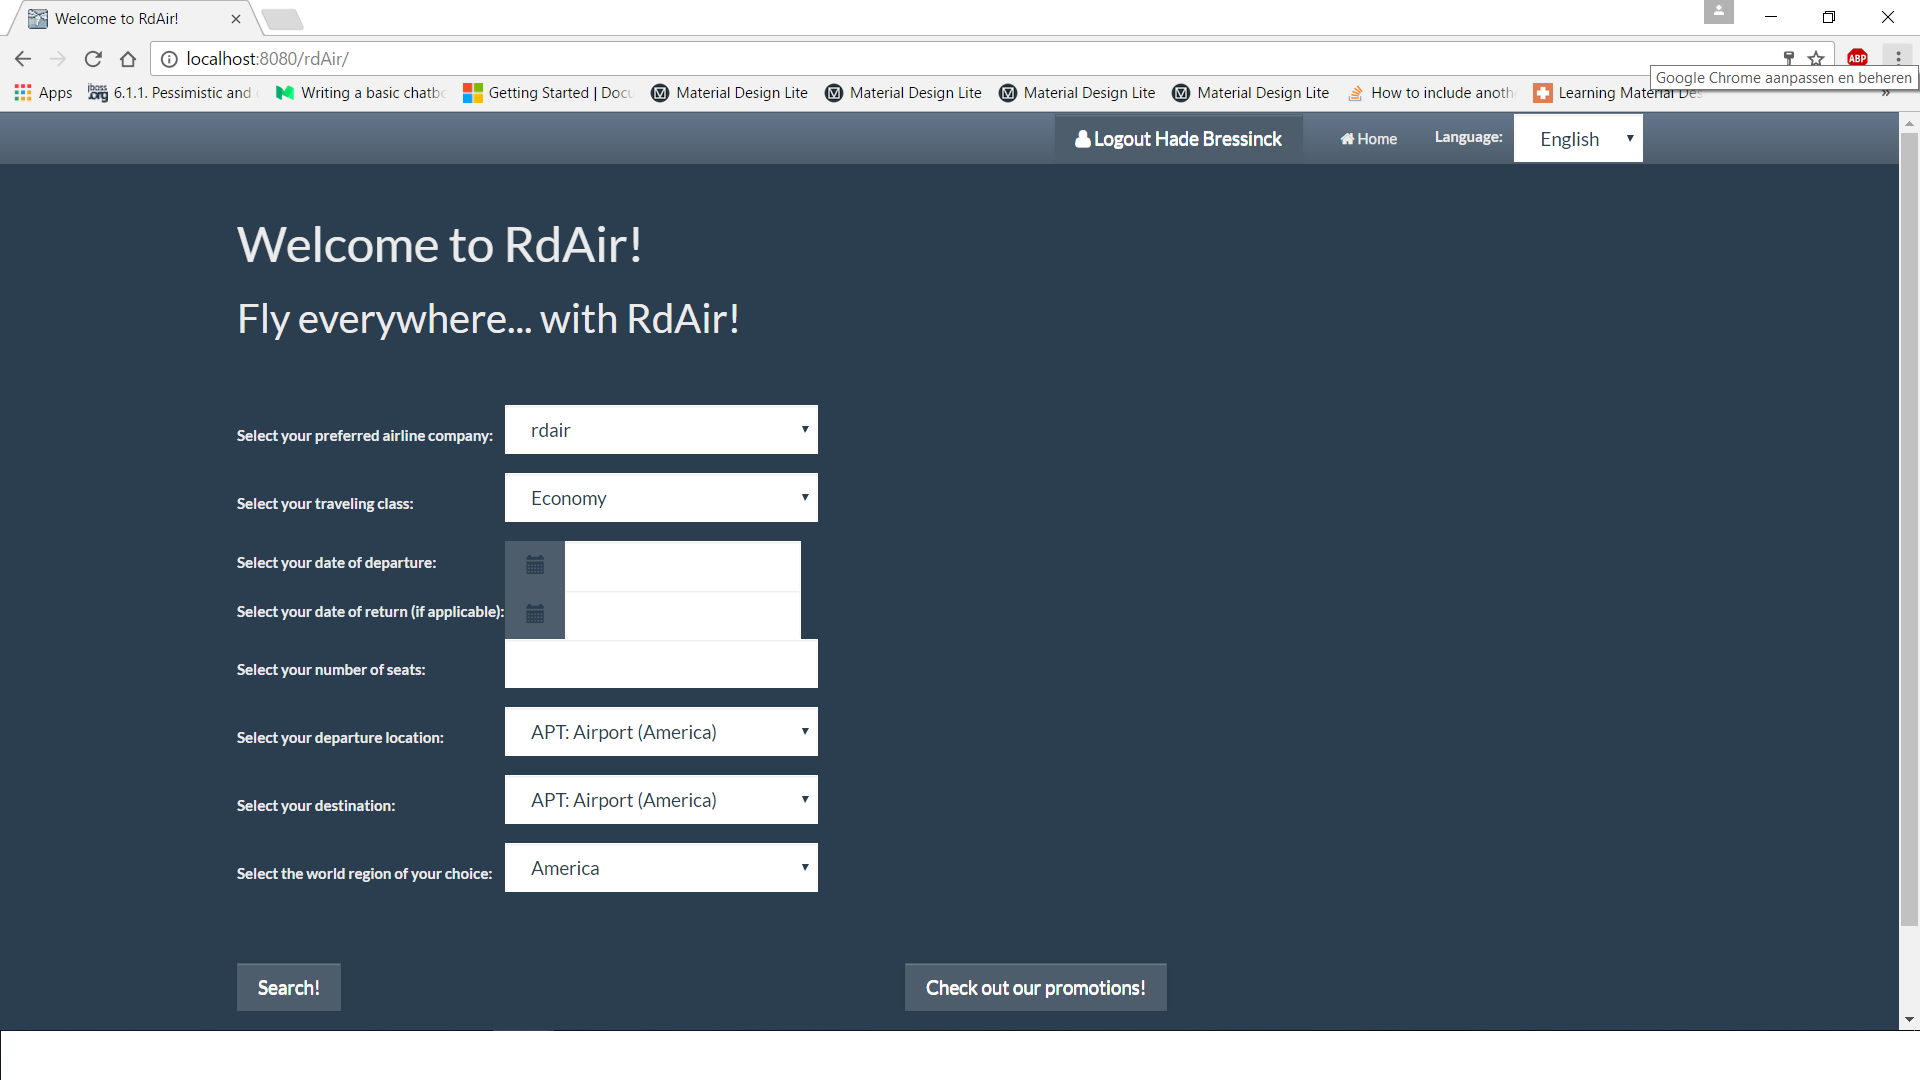 Welcome to RdAir!
localhost:8080/rdAir/
ABP
Google Chrome aanpassen en beheren
Apps
jboss.org 6.1.1. Pessimistic and
Writing a basic chatbo
Getting Started | Docu
Material Design Lite
Material Design Lite
Material Design Lite
Material Design Lite
How to include anoth
Learning Material Des
»
Logout Hade Bressinck
Home
Language:
English
Welcome to RdAir!
Fly everywhere... with RdAir!
Select your preferred airline company:
rdair
Select your traveling class:
Economy
Select your date of departure:
Select your date of return (if applicable):
Select your number of seats:
Select your departure location:
APT: Airport (America)
Select your destination:
APT: Airport (America)
Select the world region of your choice:
America
Search!
Check out our promotions!